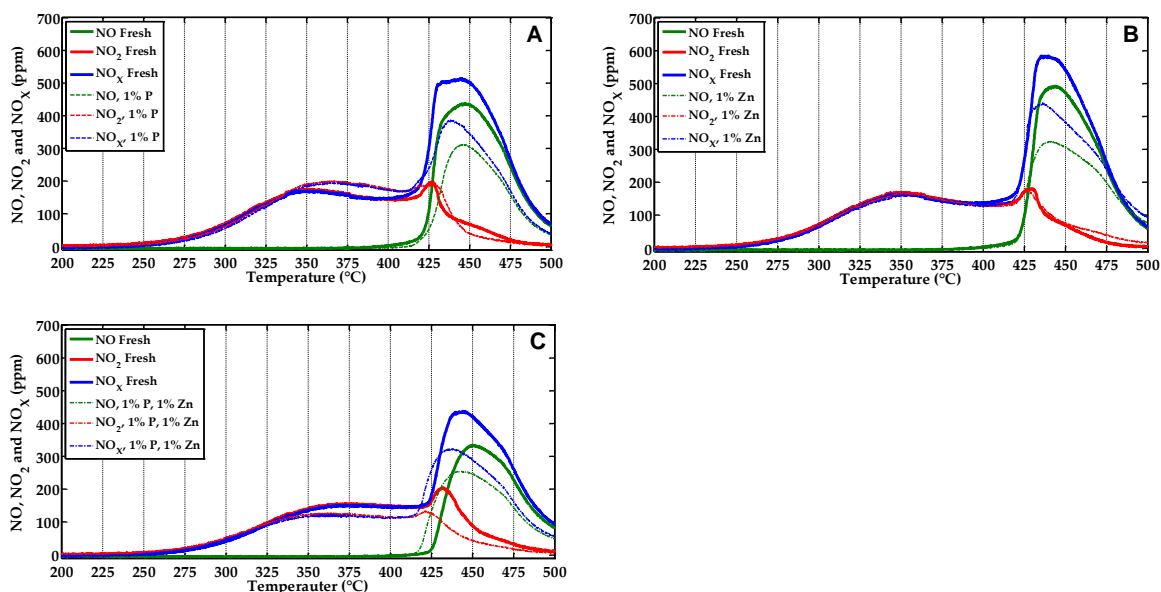 A
NO, NO2 and NOX (ppm)
700
600
500
400
300
200
100
0
NO Fresh
NO2 Fresh
NOX Fresh
NO, 1% P
NO2, 1% P
NOX, 1% P
200 225 250 275 300 325 350 375 400 425 450 475 500
Temperature (°C)
B
NO, NO2 and NOX (ppm)
700
600
500
400
300
200
100
0
NO Fresh
NO2 Fresh
NOX Fresh
NO, 1% Zn
NO2, 1% Zn
NOX, 1% Zn
200 225 250 275 300 325 350 375 400 425 450 475 500
Temperature (°C)
C
NO, NO2 and NOX (ppm)
700
600
500
400
300
200
100
0
NO Fresh
NO2 Fresh
NOX Fresh
NO, 1% P, 1% Zn
NO2, 1% P, 1% Zn
NOX, 1% P, 1% Zn
200 225 250 275 300 325 350 375 400 425 450 475 500
Temperauter (°C)